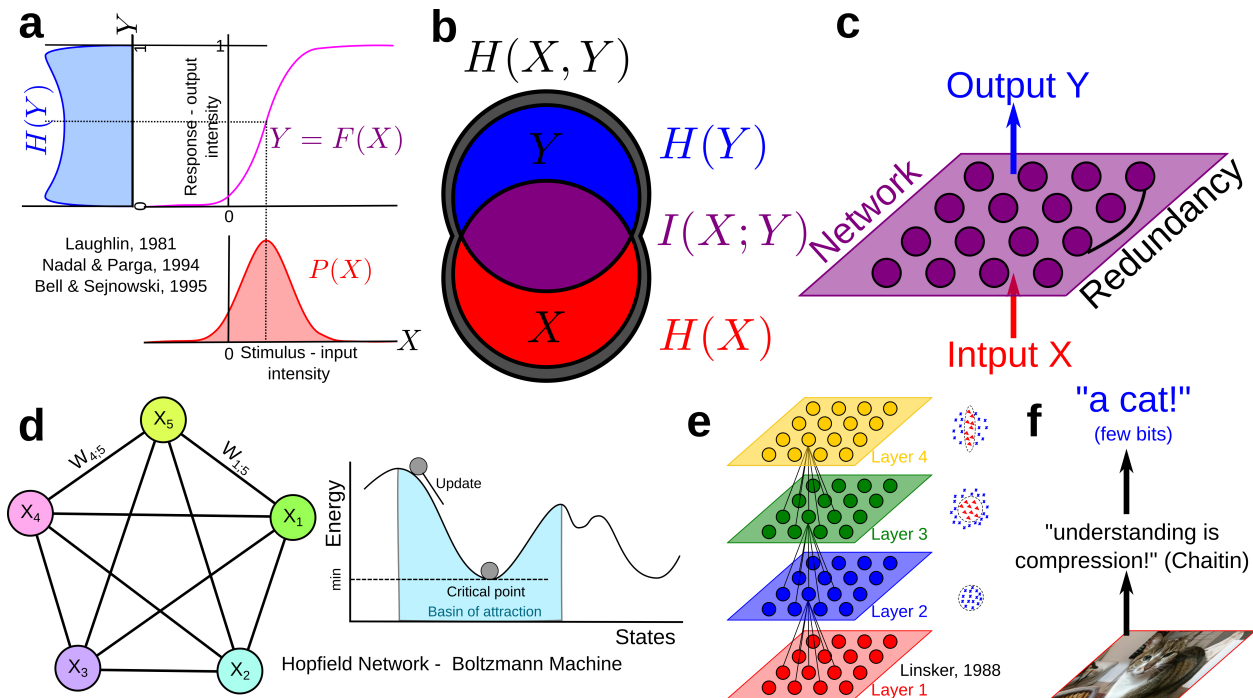 a
Y
1
0
H(Y)
Response - output
intensity
1
0
Y = F(X)
Laughlin, 1981
Nadal & Parga, 1994
Bell & Sejnowski, 1995
P(X)
X
0
Stimulus - input
intensity
b
H(X, Y)
Y
X
H(Y)
I(X; Y)
H(X)
c
Output Y
Network
Redundancy
Intput X
d
X5
X4
X1
X3
X2
W4;5
W1;5
Energy
min
Update
Critical point
Basin of attraction
States
Hopfield Network - Boltzmann Machine
e
Layer 4
Layer 3
Layer 2
Linsker, 1988
Layer 1
f
"a cat!"
(few bits)
"understanding is
compression!" (Chaitin)